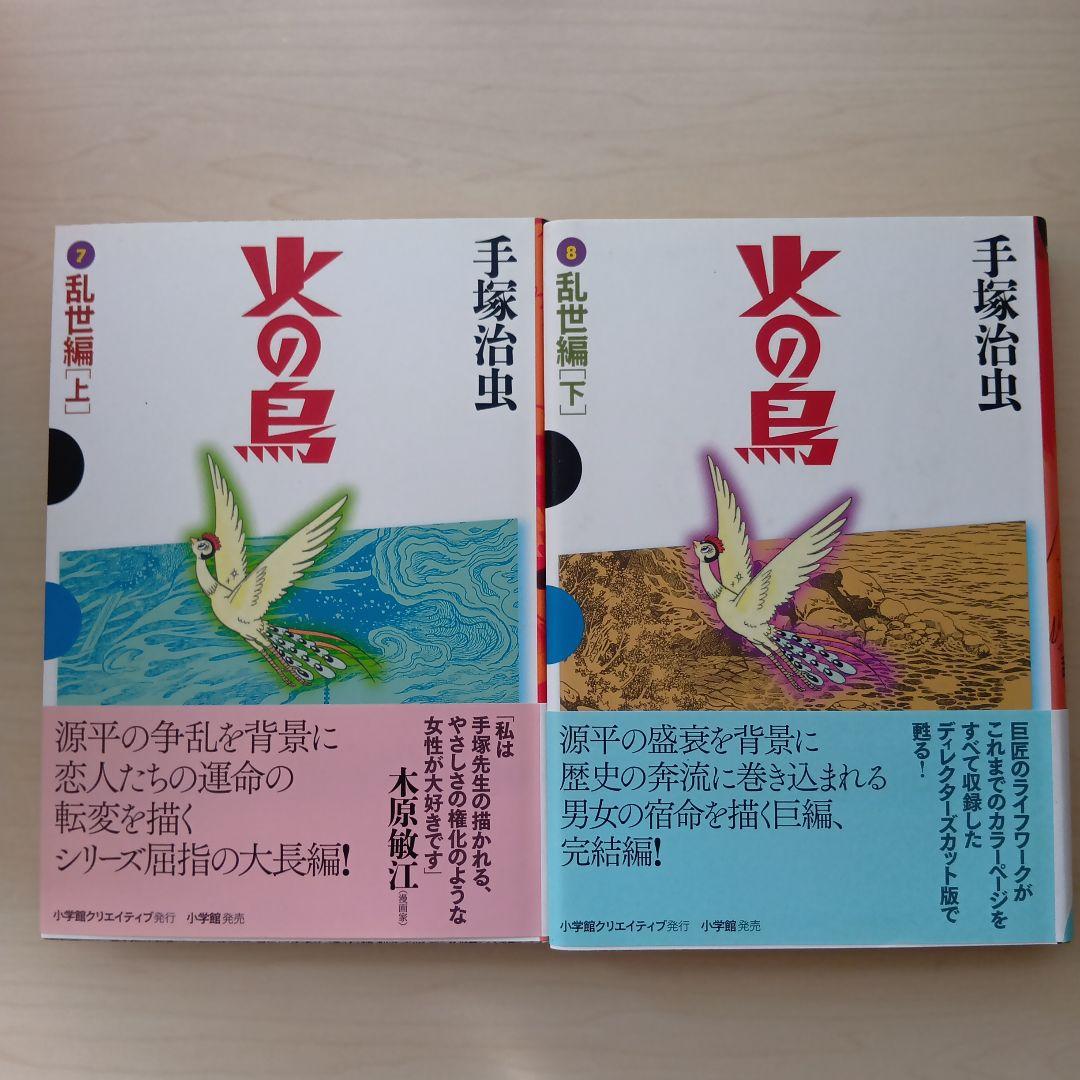 手塚治虫
火の鳥
7
乱世編[上]
源平の争乱を背景に
恋人たちの運命の
転変を描く
シリーズ屈指の大長編!
「私は
手塚先生の描かれる、
やさしさの権化のような
女性が大好きです」
木原敏江(漫画家)
小学館クリエイティブ発行 小学館発売
手塚治虫
火の鳥
8
乱世編[下]
源平の盛衰を背景に
歴史の奔流に巻き込まれる
男女の宿命を描く巨編、
完結編!
巨匠のライフワークが
これまでのカラーページを
すべて収録した
ディレクターズカット版で
甦る!
小学館クリエイティブ発行 小学館発売